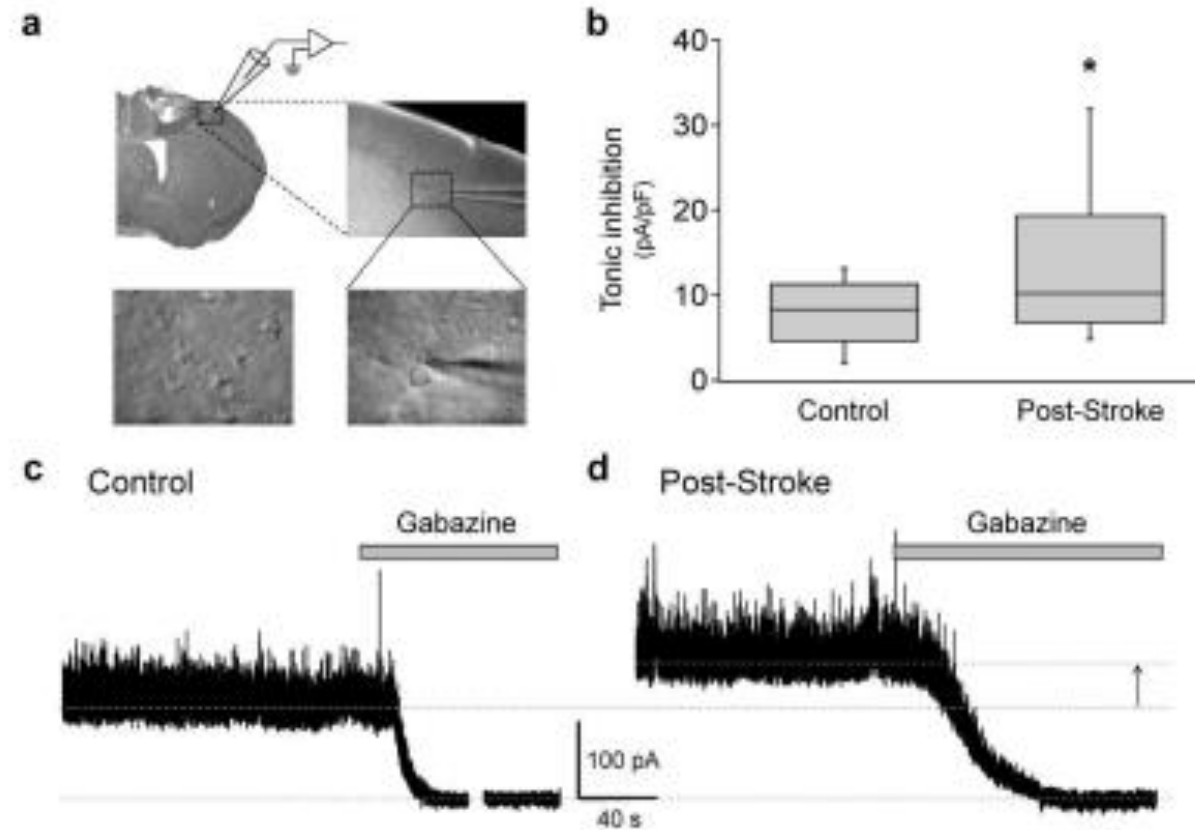 a
b
40
30
20
10
0
Tonic inhibition
(pA/pF)
*
Control
Post-Stroke
c
Control
Gabazine
d
Post-Stroke
Gabazine
100 pA
40 s